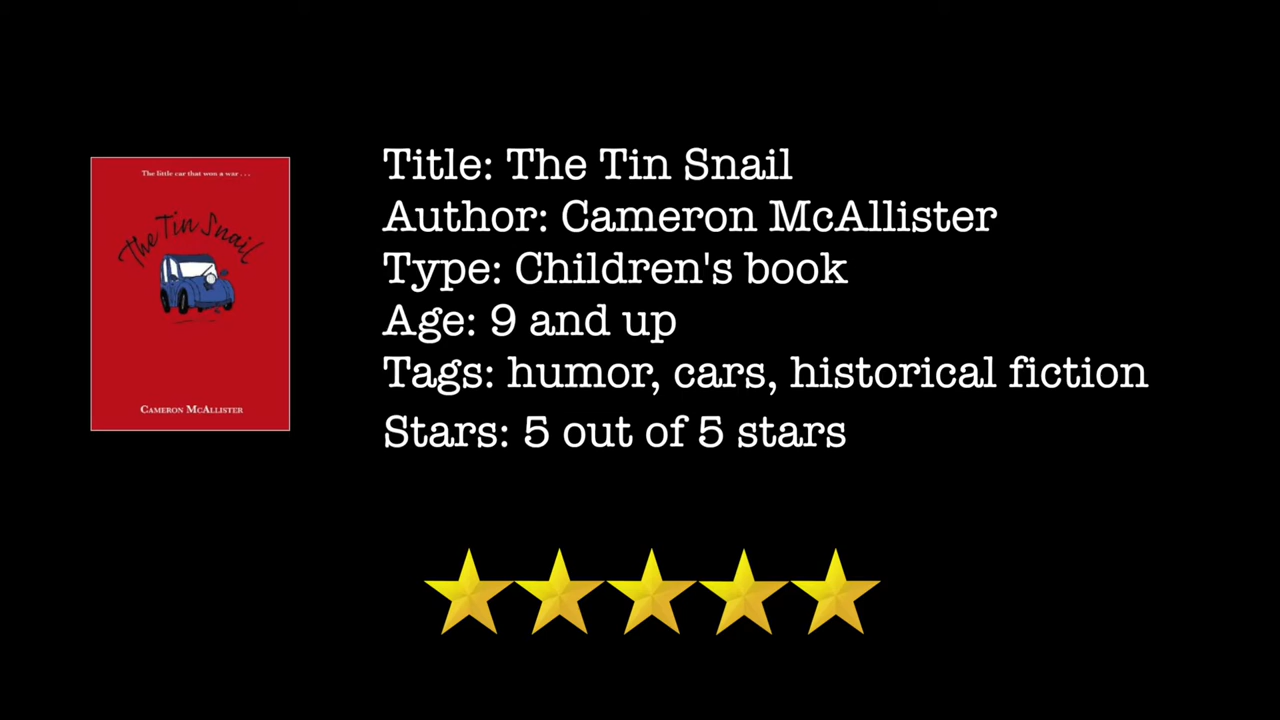 The little car that won a war . . .
The Tin Snail
CAMERON MCALLISTER
Title: The Tin Snail
Author: Cameron McAllister
Type: Children's book
Age: 9 and up
Tags: humor, cars, historical fiction
Stars: 5 out of 5 stars